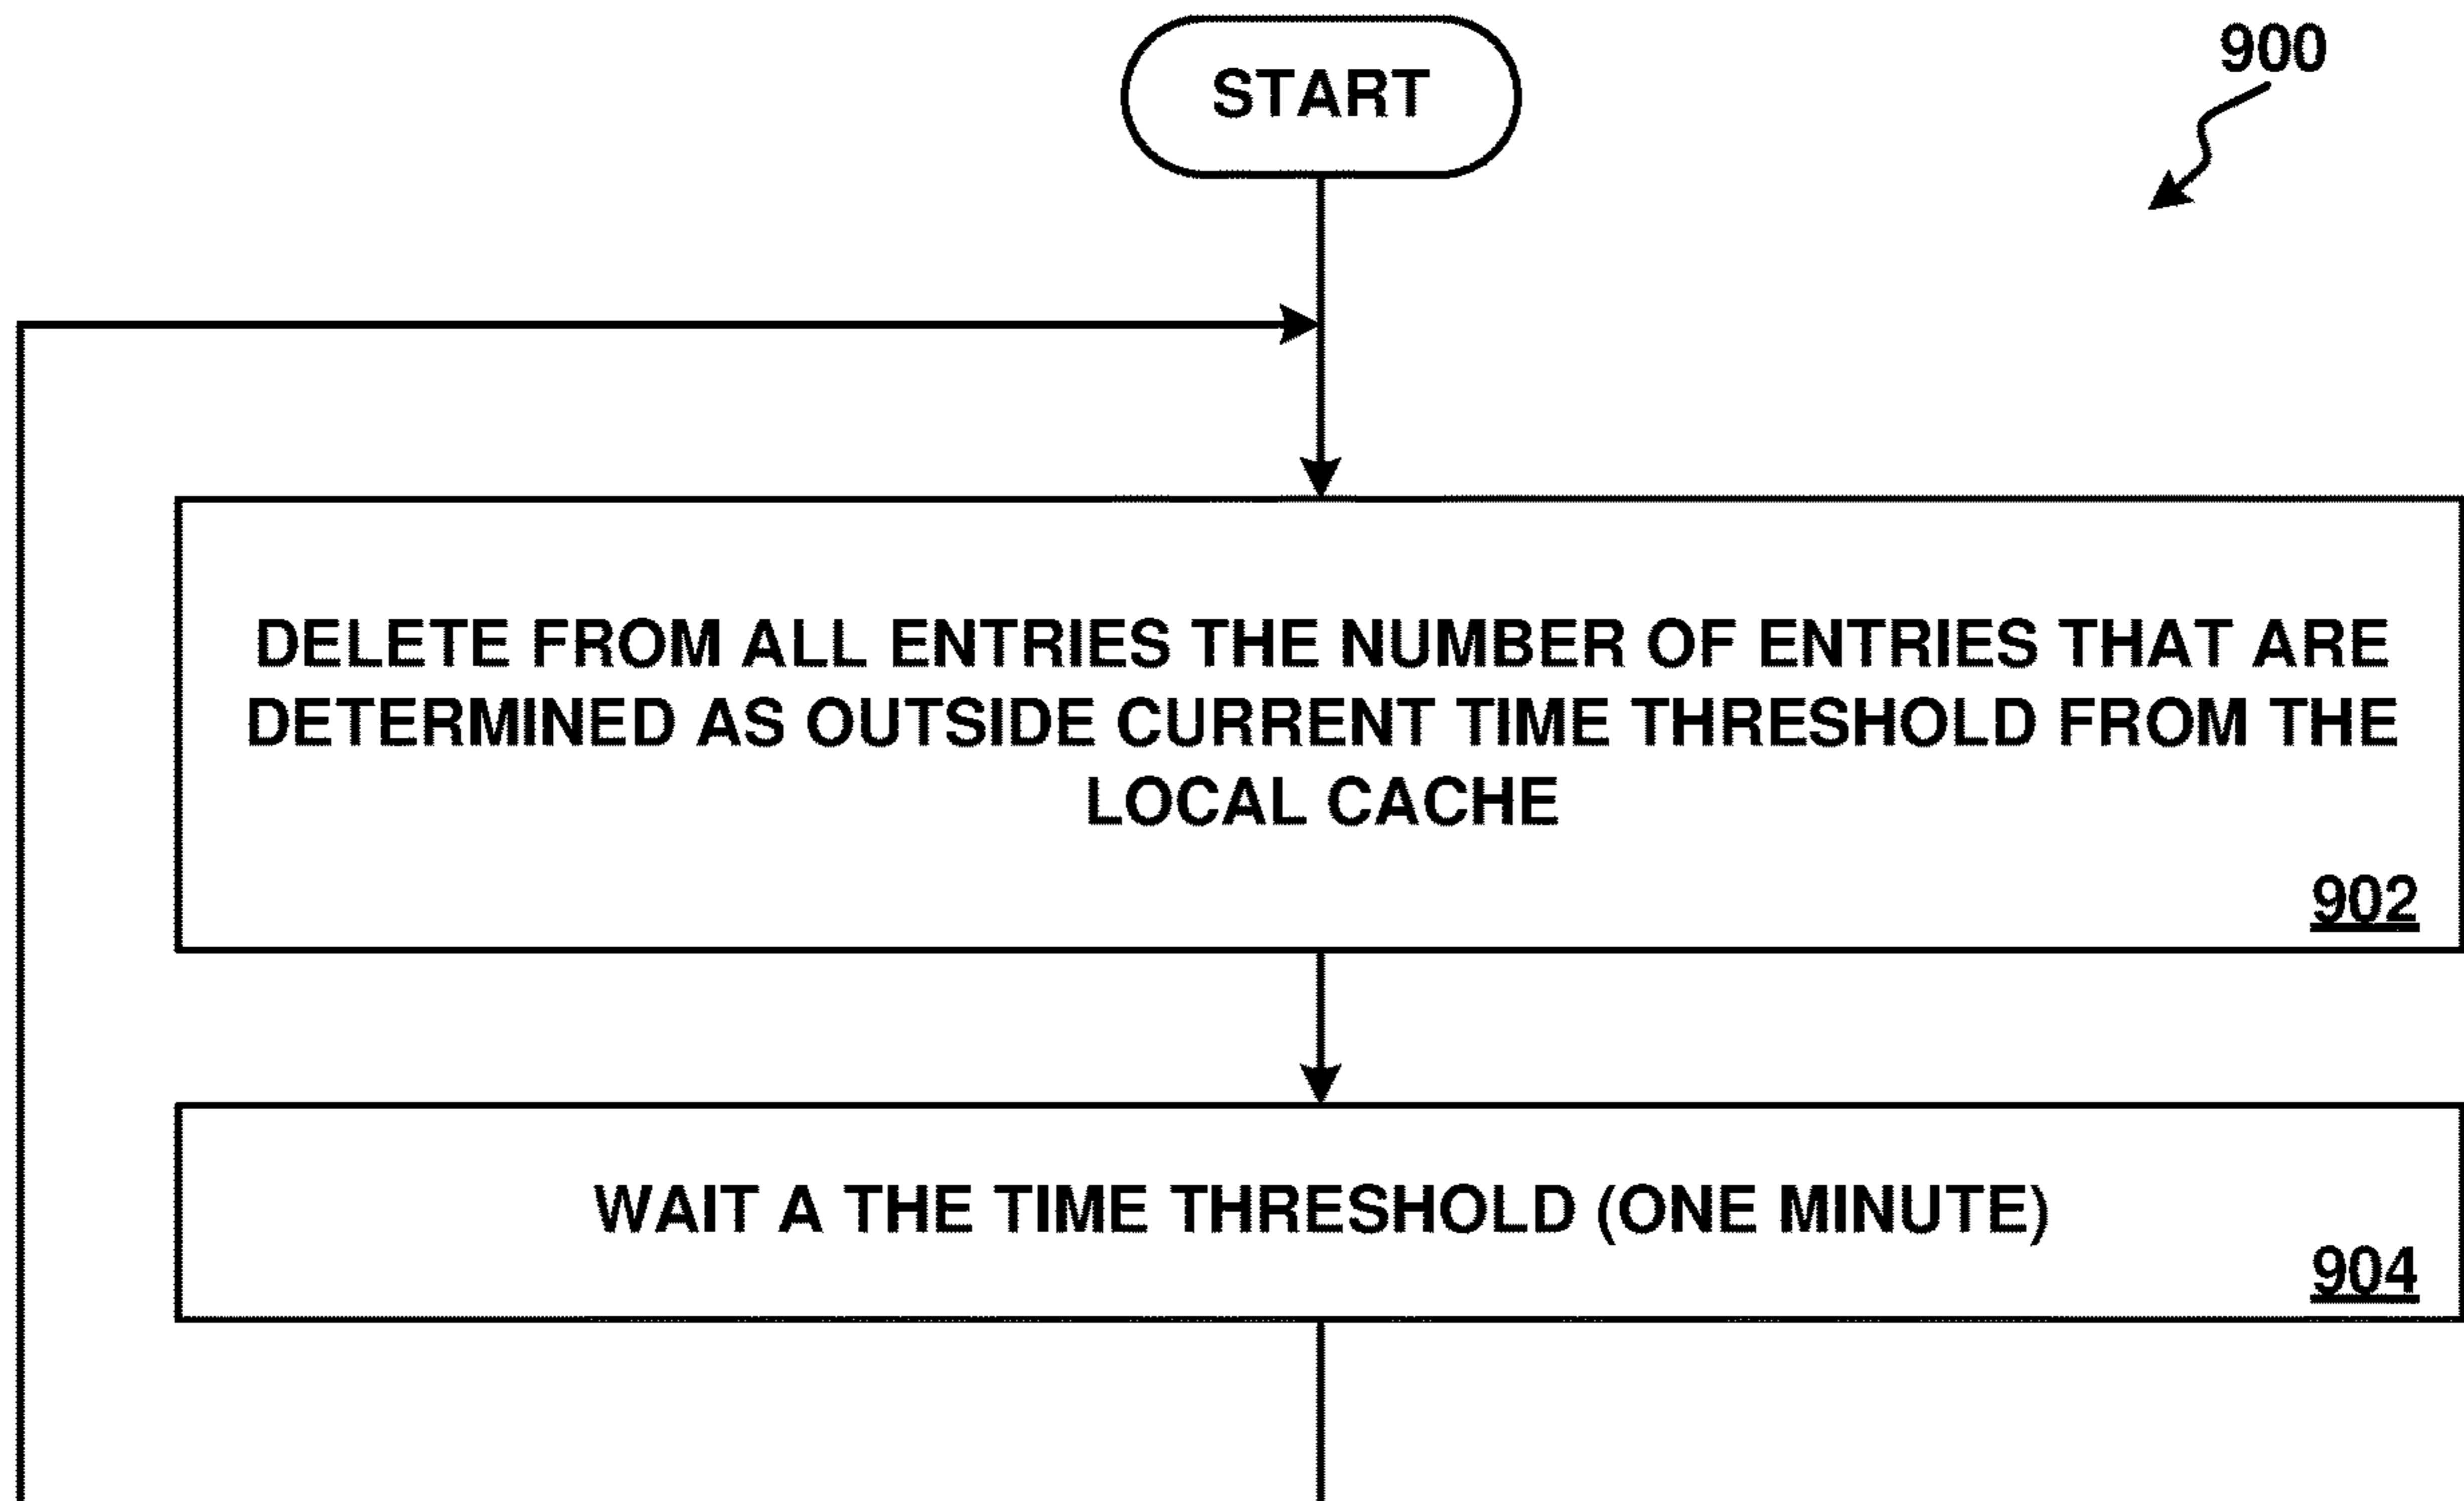 START
900
DELETE FROM ALL ENTRIES THE NUMBER OF ENTRIES THAT ARE
DETERMINED AS OUTSIDE CURRENT TIME THRESHOLD FROM THE
LOCAL CACHE
902
WAIT A THE TIME THRESHOLD (ONE MINUTE)
904